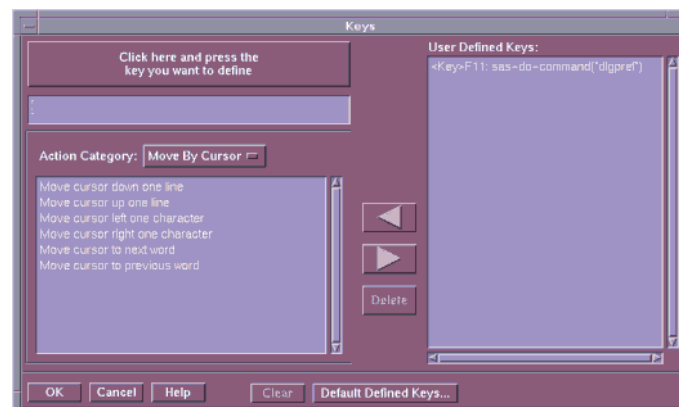 Keys
Click here and press the
key you want to define
Action Category: Move By Cursor
Move cursor down one line
Move cursor up one line
Move cursor left one character
Move cursor right one character
Move cursor to next word
Move cursor to previous word
Delete
User Defined Keys:
<Key>F11: sas-do-command("dlgpref")
OK Cancel Help Clear Default Defined Keys...